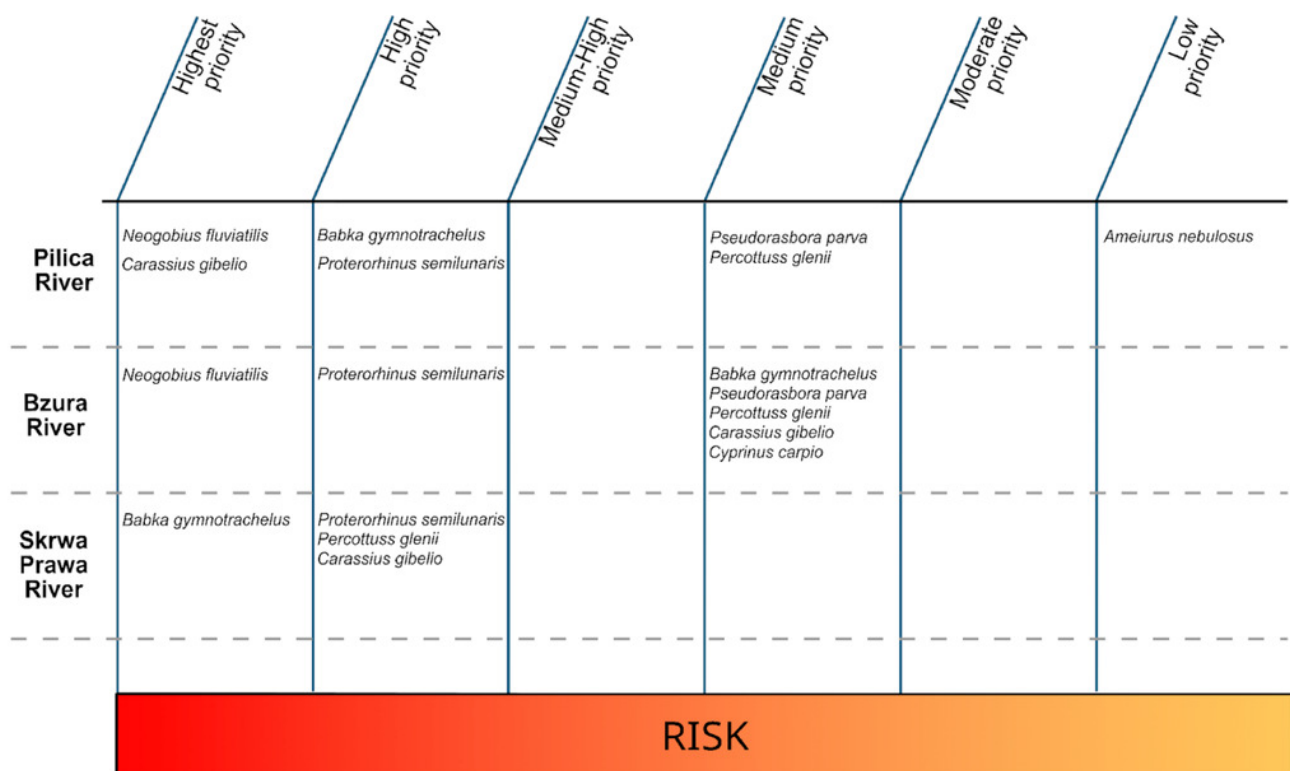 Highest
priority
High
priority
Medium-High
priority
Medium
priority
Moderate
priority
Low
priority
Pilica
River
Neogobius fluviatilis
Carassius gibelio
Babka gymnotrachelus
Proterorhinus semilunaris
Pseudorasbora parva
Percottuss glenii
Ameiurus nebulosus
Bzura
River
Neogobius fluviatilis
Proterorhinus semilunaris
Babka gymnotrachelus
Pseudorasbora parva
Percottuss glenii
Carassius gibelio
Cyprinus carpio
Skrwa
Prawa
River
Babka gymnotrachelus
Proterorhinus semilunaris
Percottuss glenii
Carassius gibelio
RISK